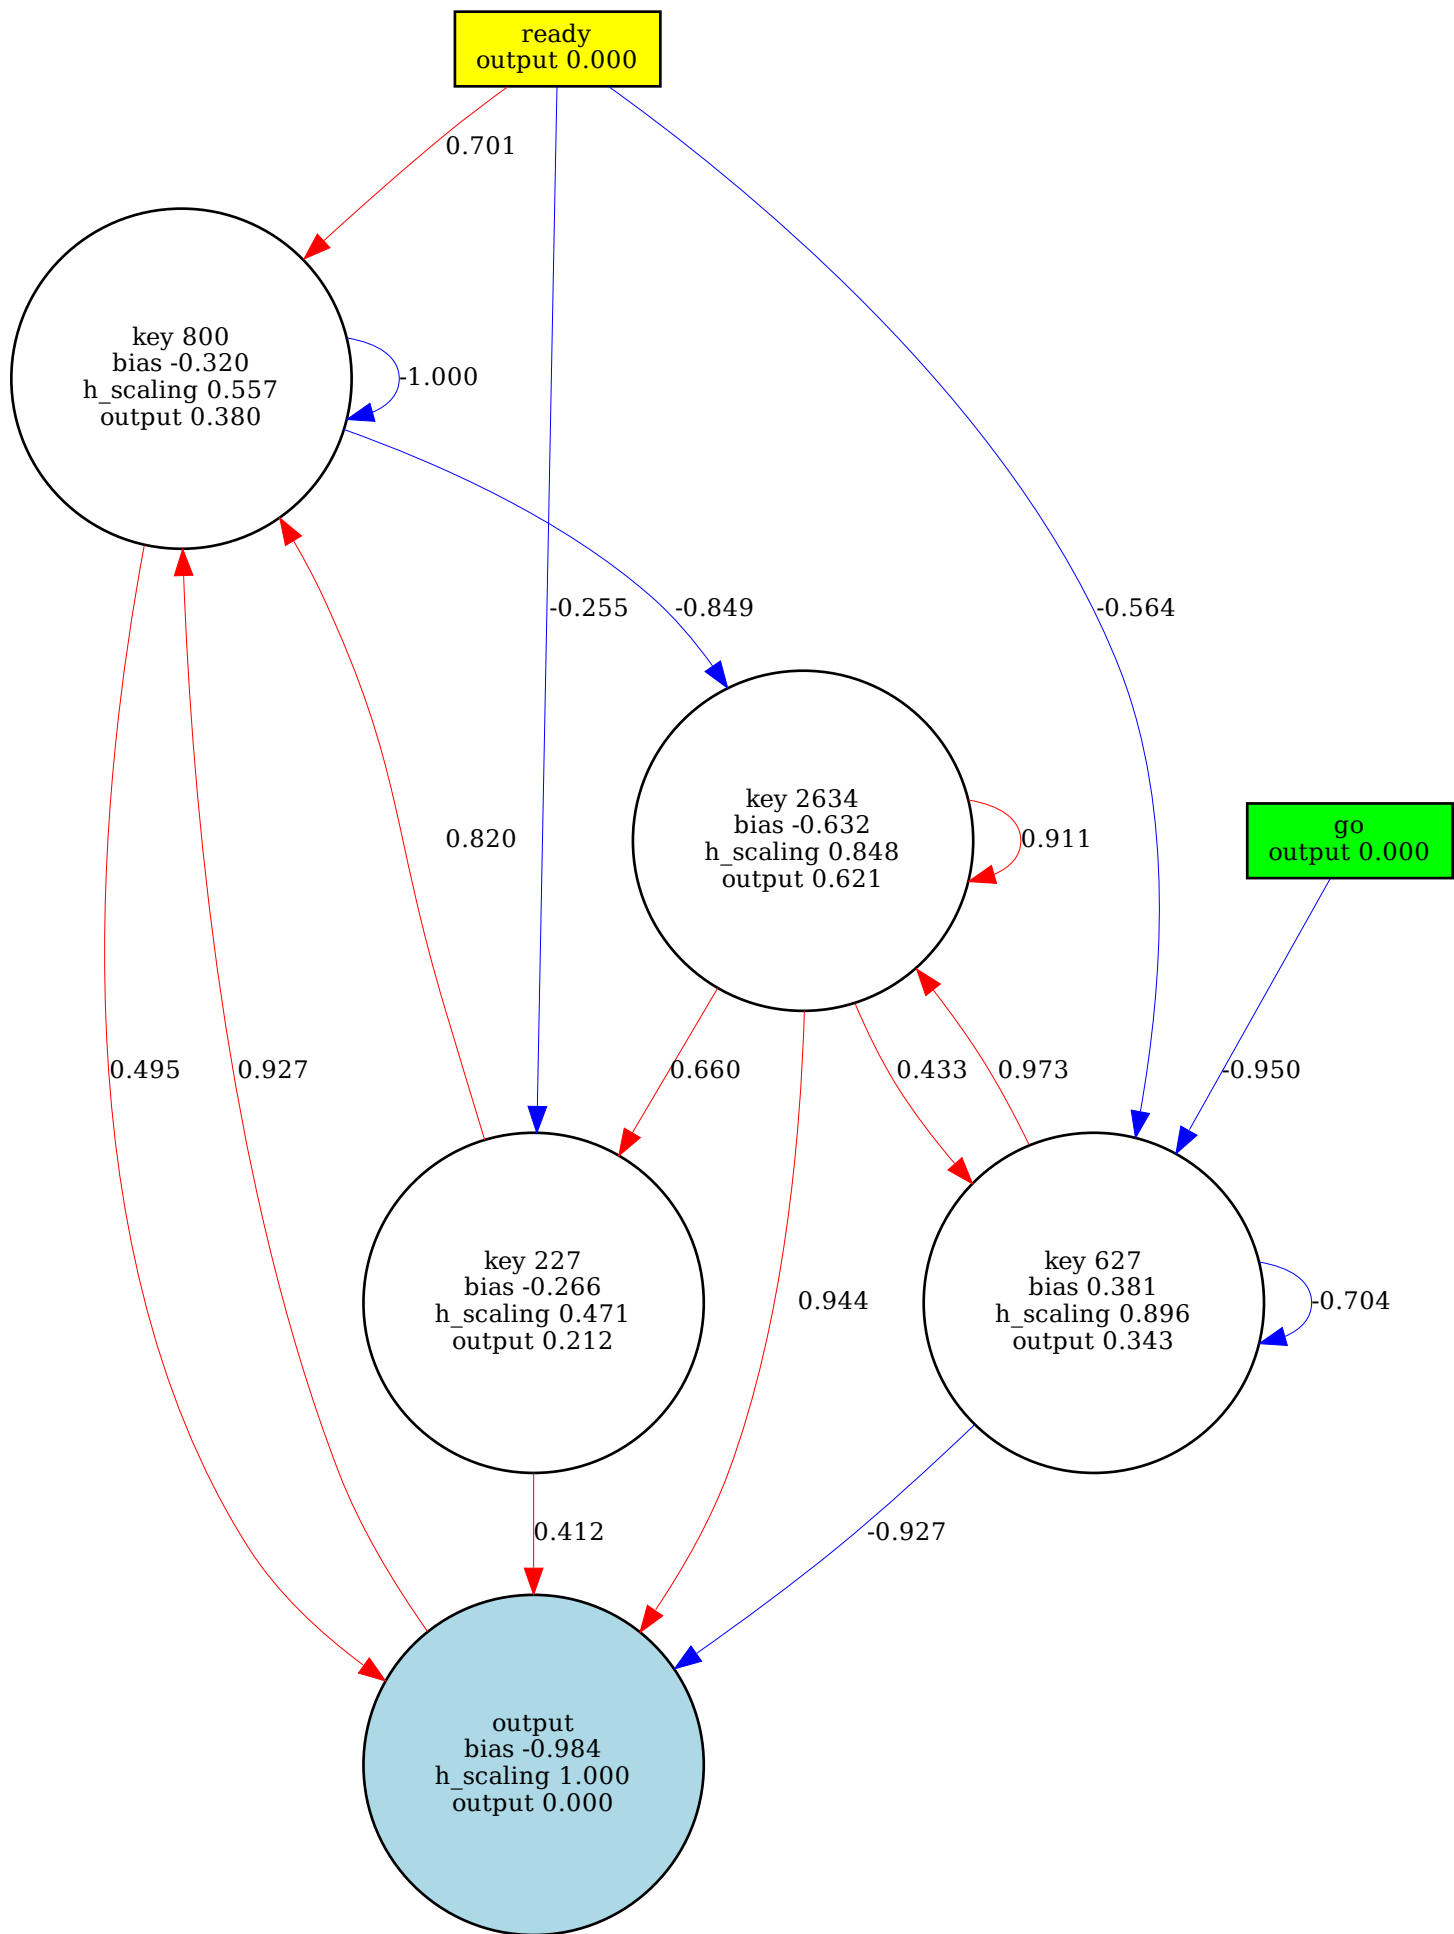 ready
output 0.000
0.701
key 800
bias -0.320
h_scaling 0.557
output 0.380
-1.000
-0.255
-0.849
-0.564
key 2634
bias -0.632
h_scaling 0.848
output 0.621
0.911
go
output 0.000
0.820
0.495
0.927
0.660
0.433
0.973
-0.950
key 227
bias -0.266
h_scaling 0.471
output 0.212
0.944
key 627
bias 0.381
h_scaling 0.896
output 0.343
-0.704
0.412
-0.927
output
bias -0.984
h_scaling 1.000
output 0.000